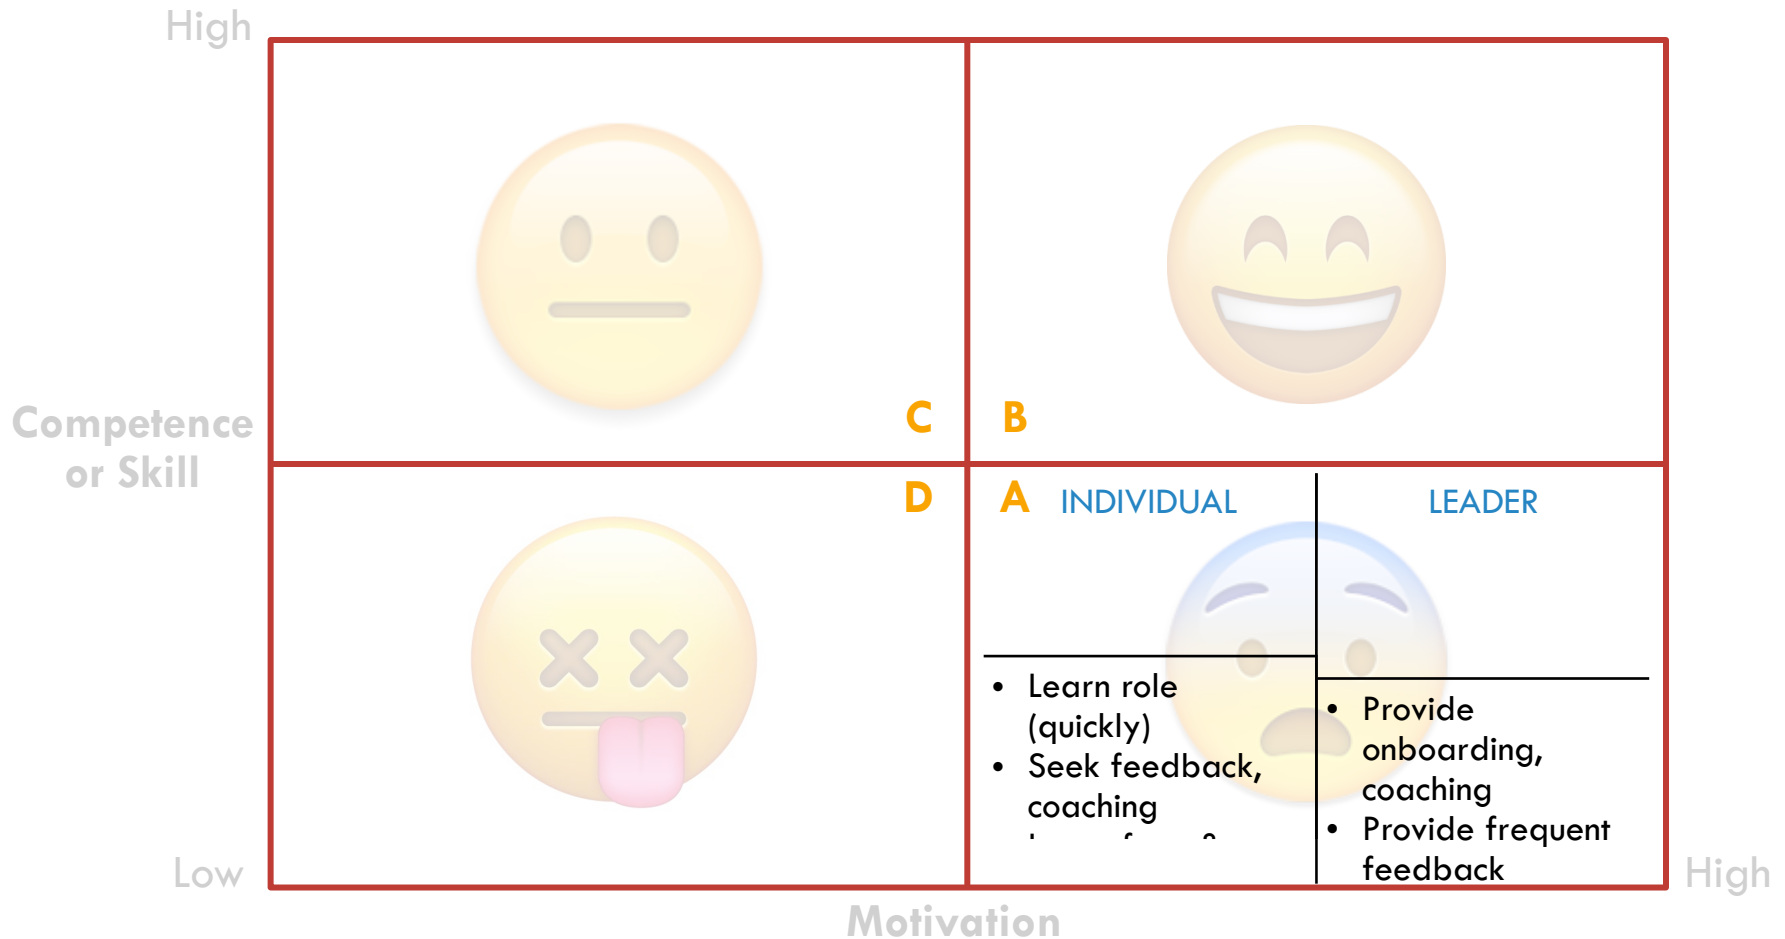 High
Competence
or Skill
C
B
D
A
INDIVIDUAL
LEADER
• Learn role
(quickly)
• Seek feedback,
coaching
• Provide
onboarding,
coaching
• Provide frequent
feedback
Low
High
Motivation